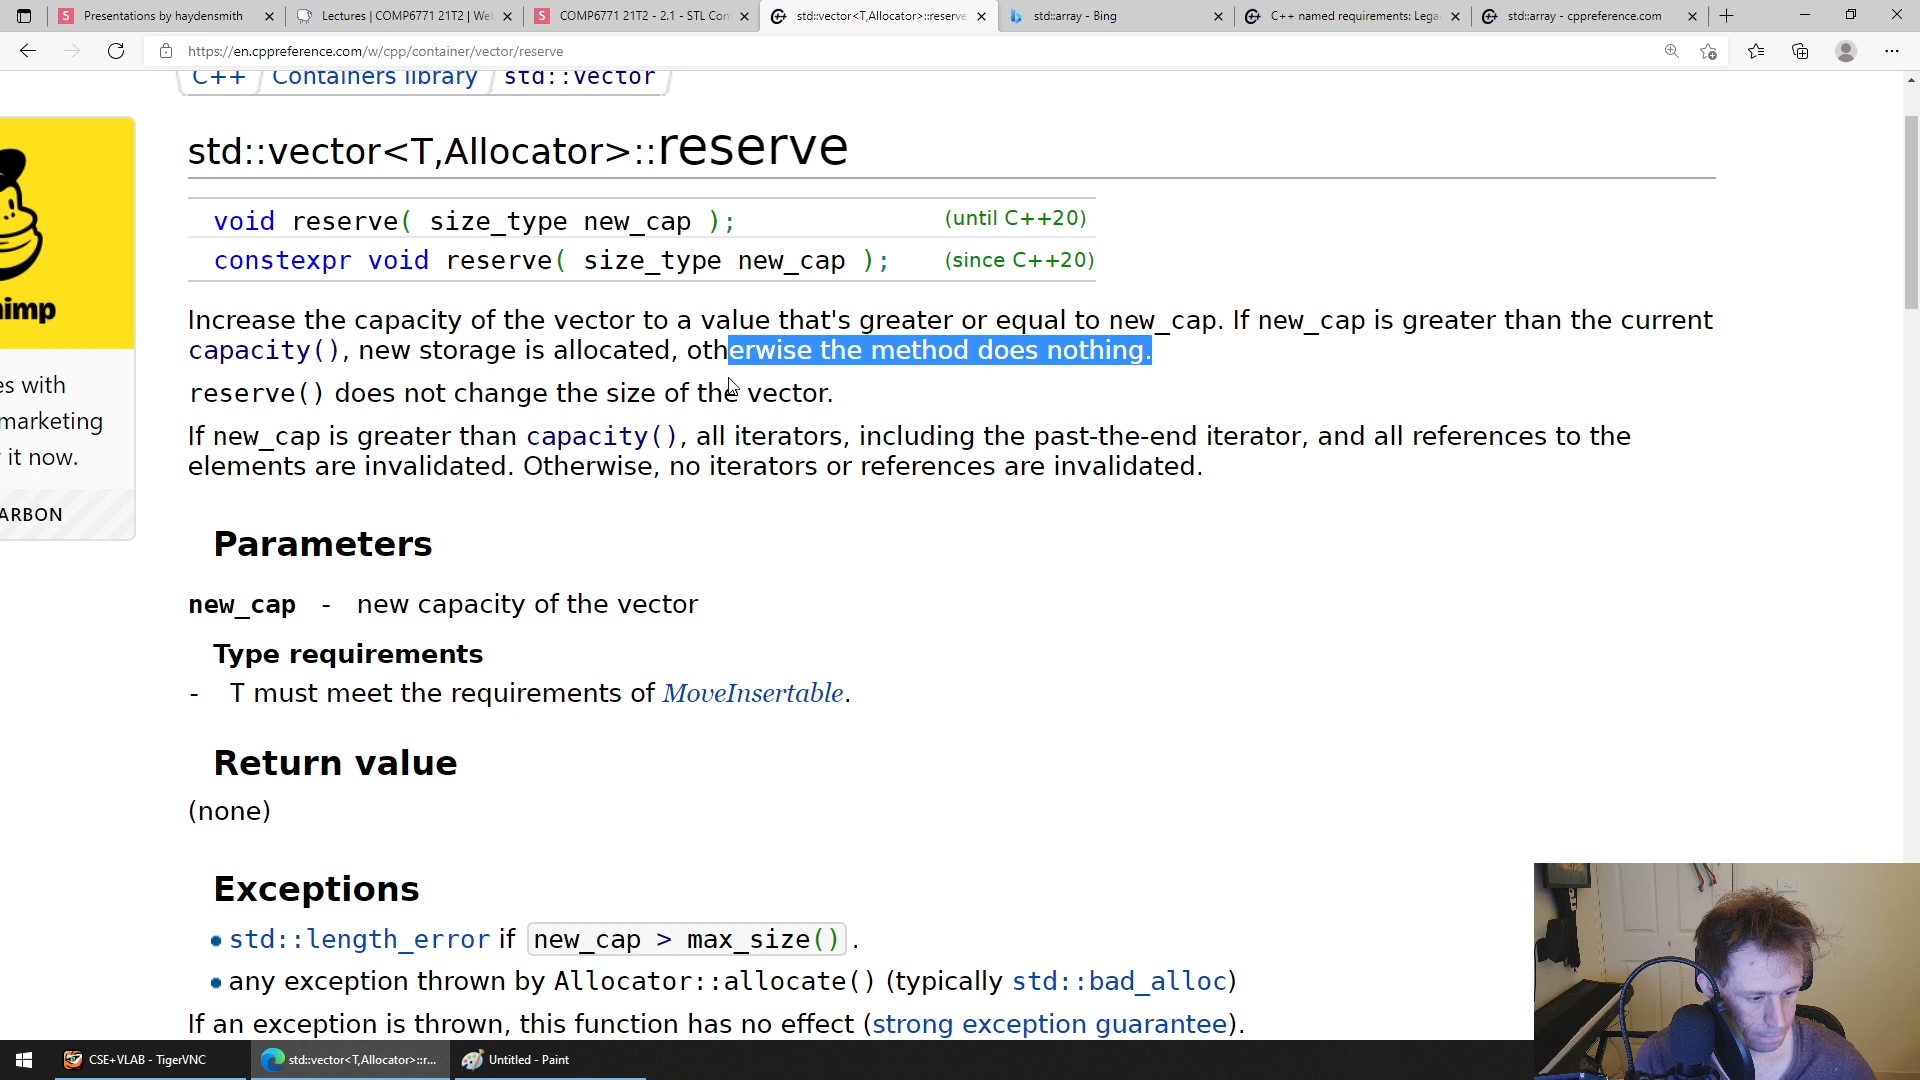 Presentations by haydensmith
Lectures | COMP6771 21T2 | We
COMP6771 21T2 - 2.1 - STL Con
std::vector<T,Allocator>::reserve
std::array - Bing
C++ named requirements: Lega
std::array - cppreference.com
https://en.cppreference.com/w/cpp/container/vector/reserve
C++
Containers library
std::vector
std::vector<T,Allocator>::reserve
void reserve( size_type new_cap ); (until C++20)
constexpr void reserve( size_type new_cap ); (since C++20)
Increase the capacity of the vector to a value that's greater or equal to new_cap. If new_cap is greater than the current
capacity(), new storage is allocated, otherwise the method does nothing.
reserve() does not change the size of the vector.
If new_cap is greater than capacity(), all iterators, including the past-the-end iterator, and all references to the
elements are invalidated. Otherwise, no iterators or references are invalidated.
Parameters
new_cap - new capacity of the vector
Type requirements
- T must meet the requirements of MoveInsertable.
Return value
(none)
Exceptions
std::length_error if new_cap > max_size().
any exception thrown by Allocator::allocate() (typically std::bad_alloc)
If an exception is thrown, this function has no effect (strong exception guarantee).
himp
es with
marketing
it now.
ARBON
CSE+VLAB - TigerVNC
std::vector<T,Allocator>::r...
Untitled - Paint